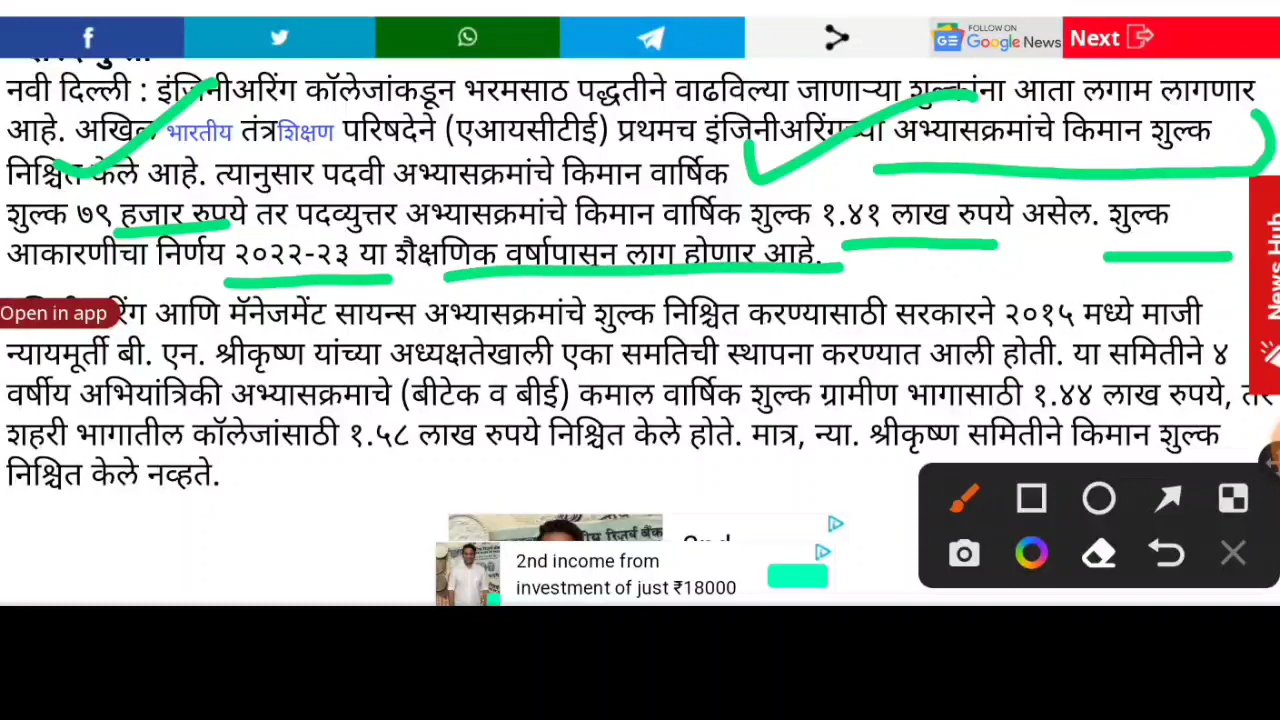 FOLLOW ON
Google News
Next
नवी दिल्ली : इंजिनीअरिंग कॉलेजांकडून भरमसाठ पद्धतीने वाढविल्या जाणाऱ्या शुल्कांना आता लगाम लागणार
आहे. अखिल भारतीय तंत्रशिक्षण परिषदेने (एआयसीटीई) प्रथमच इंजिनीअरिंगच्या अभ्यासक्रमांचे किमान शुल्क
निश्चित केले आहे. त्यानुसार पदवी अभ्यासक्रमांचे किमान वार्षिक
शुल्क ७९ हजार रुपये तर पदव्युत्तर अभ्यासक्रमांचे किमान वार्षिक शुल्क १.४१ लाख रुपये असेल. शुल्क
आकारणीचा निर्णय २०२२-२३ या शैक्षणिक वर्षापासून लागू होणार आहे.
News Hub
Open in app
रिंग आणि मॅनेजमेंट सायन्स अभ्यासक्रमांचे शुल्क निश्चित करण्यासाठी सरकारने २०१५ मध्ये माजी
न्यायमूर्ती बी. एन. श्रीकृष्ण यांच्या अध्यक्षतेखाली एका समतिची स्थापना करण्यात आली होती. या समितीने ४
वर्षीय अभियांत्रिकी अभ्यासक्रमाचे (बीटेक व बीई) कमाल वार्षिक शुल्क ग्रामीण भागासाठी १.४४ लाख रुपये, तर
शहरी भागातील कॉलेजांसाठी १.५८ लाख रुपये निश्चित केले होते. मात्र, न्या. श्रीकृष्ण समितीने किमान शुल्क
निश्चित केले नव्हते.
2nd income from
investment of just ₹18000